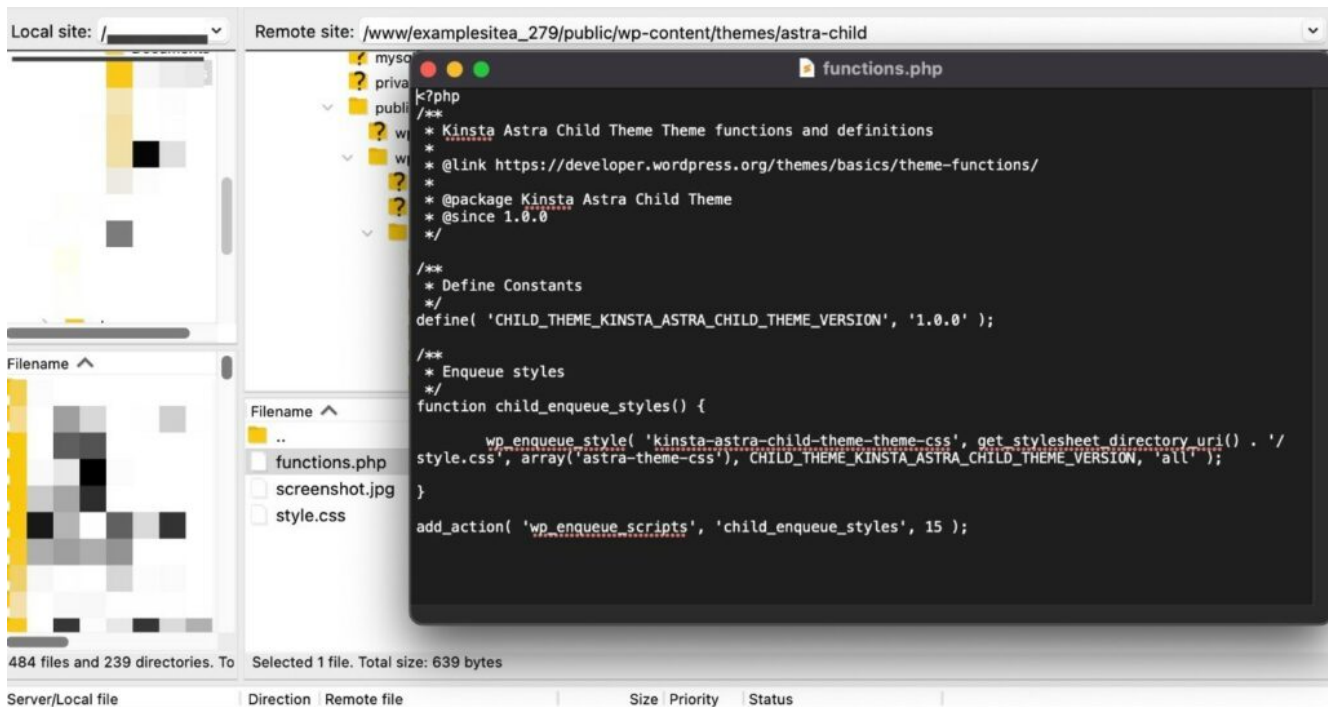 Local site: /
Remote site: /www/examplesitea_279/public/wp-content/themes/astra-child
functions.php
<?php
/**
 * Kinsta Astra Child Theme Theme functions and definitions
 *
 * @link https://developer.wordpress.org/themes/basics/theme-functions/
 *
 * @package Kinsta Astra Child Theme
 * @since 1.0.0
 */
/**
 * Define Constants
 */
define( 'CHILD_THEME_KINSTA_ASTRA_CHILD_THEME_VERSION', '1.0.0' );
/**
 * Enqueue styles
 */
function child_enqueue_styles() {
wp_enqueue_style( 'kinsta-astra-child-theme-theme-css', get_stylesheet_directory_uri() . '/
style.css', array('astra-theme-css'), CHILD_THEME_KINSTA_ASTRA_CHILD_THEME_VERSION, 'all' );
}
add_action( 'wp_enqueue_scripts', 'child_enqueue_styles', 15 );
Filename
Filename
..
functions.php
screenshot.jpg
style.css
484 files and 239 directories. To
Selected 1 file. Total size: 639 bytes
Server/Local file Direction Remote file Size Priority Status